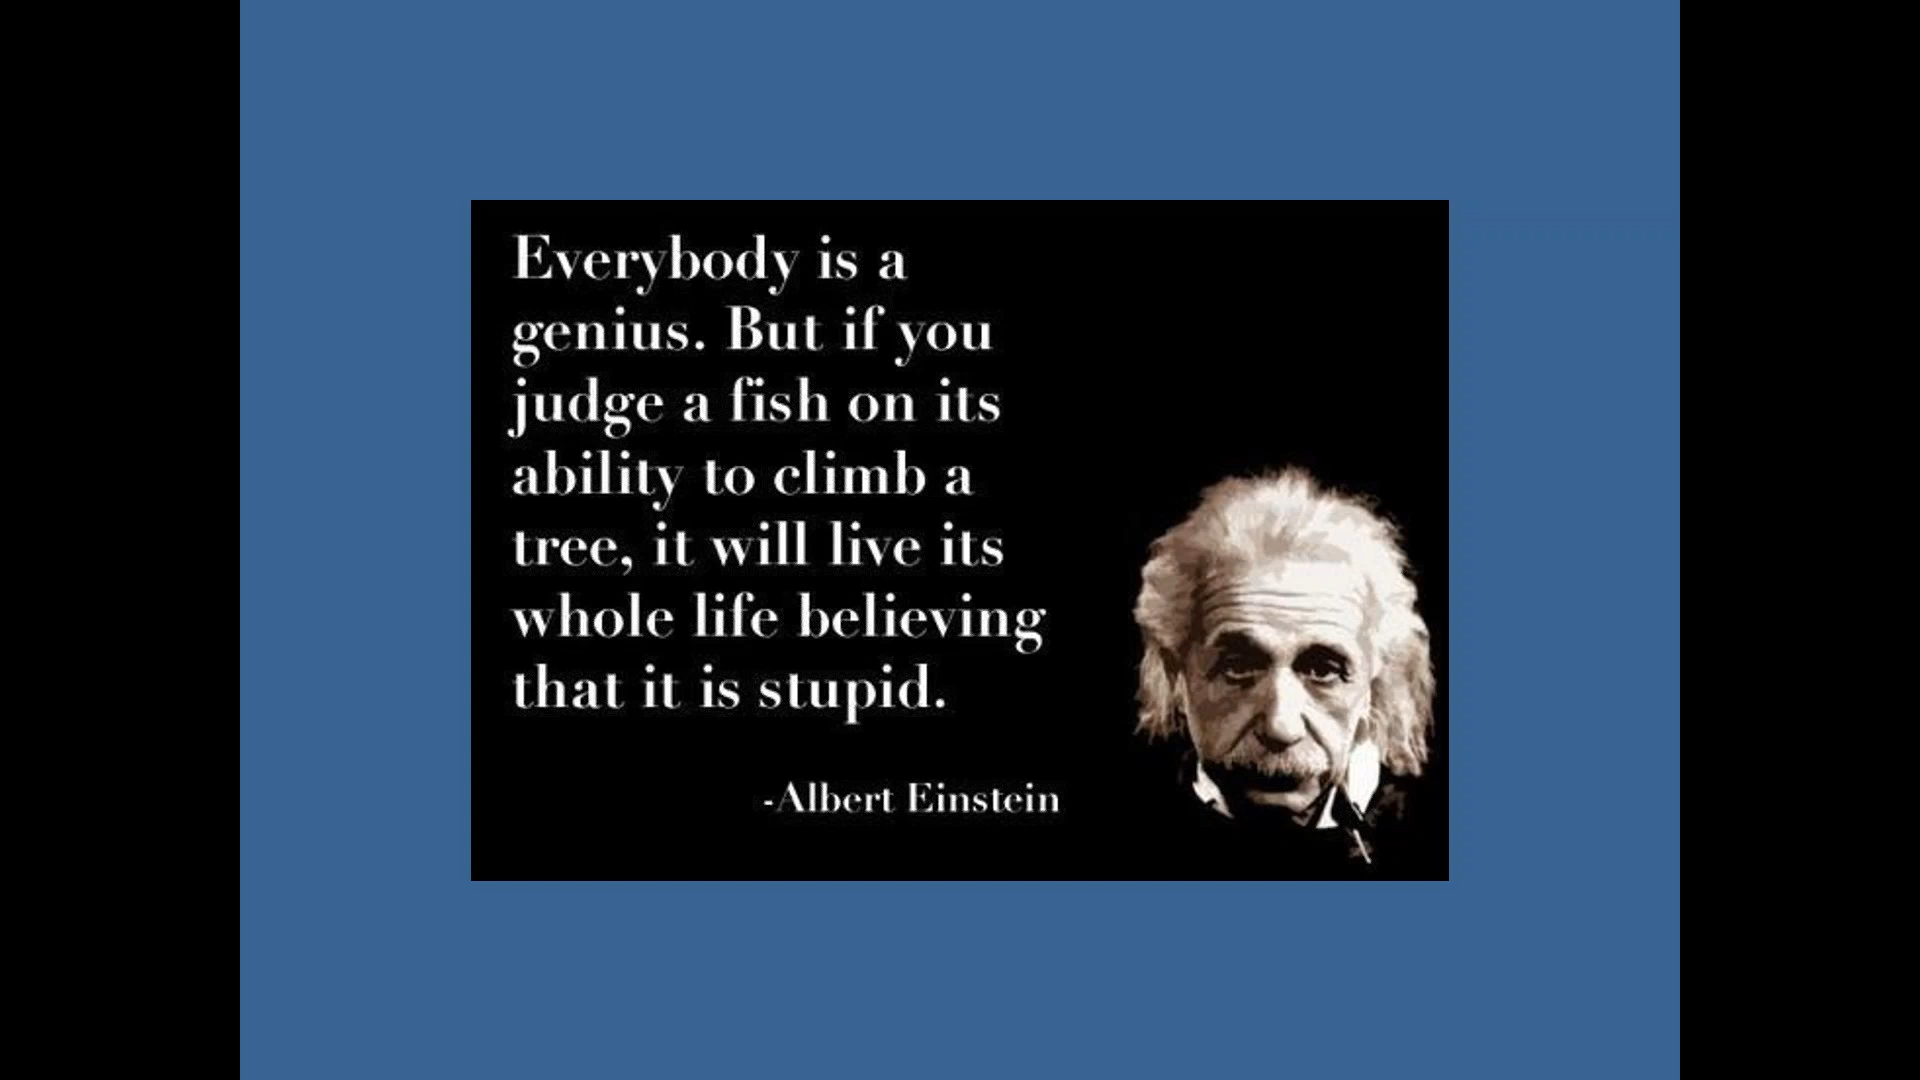 Everybody is a
genius. But if you
judge a fish on its
ability to climb a
tree, it will live its
whole life believing
that it is stupid.
-Albert Einstein